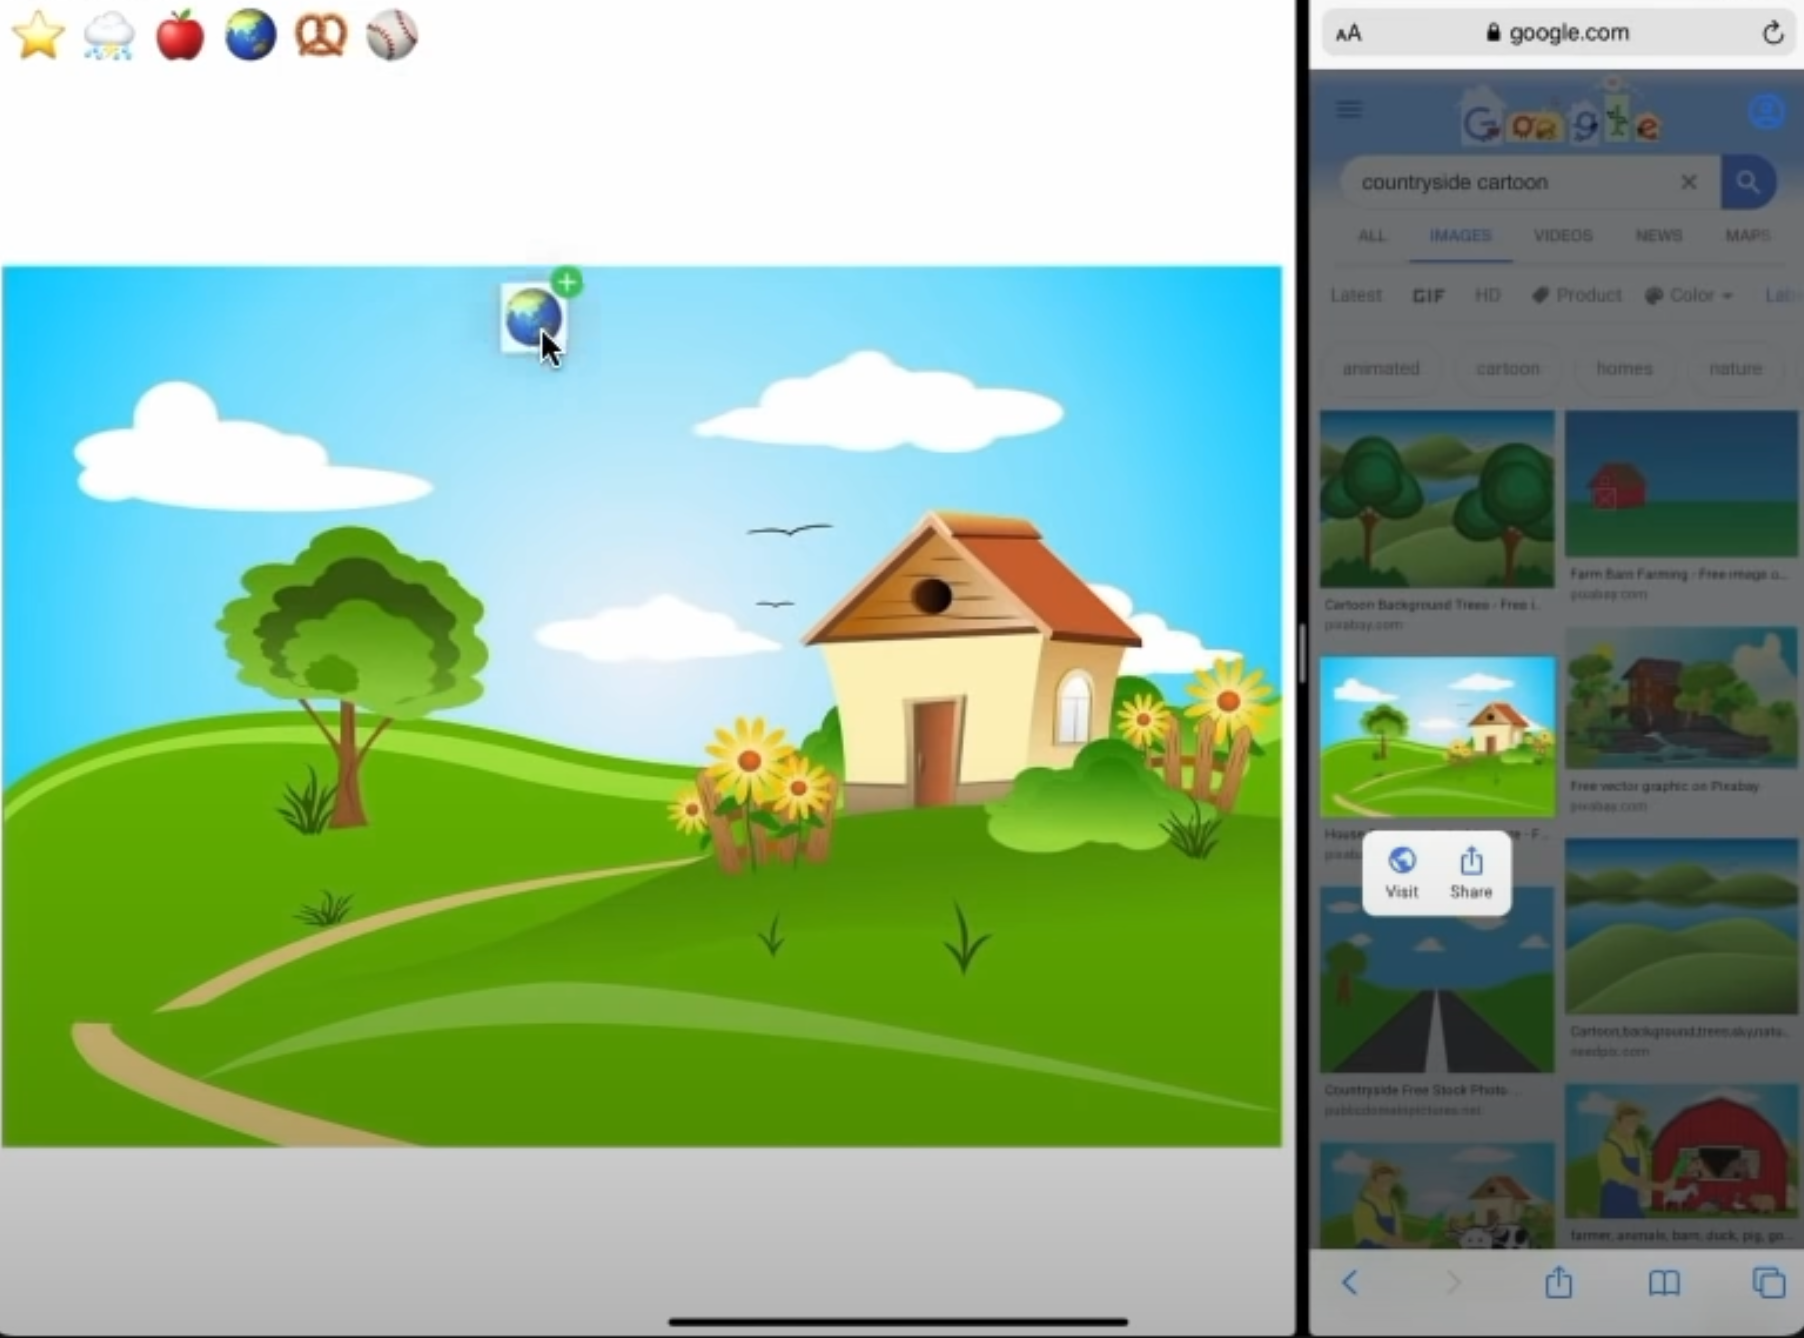 AA google.com
Google
countryside cartoon
ALL IMAGES VIDEOS NEWS MAPS
Latest GIF HD Product Color
animated cartoon homes nature
Farm Barn Farming - Free image o...
pixabay.com
Cartoon Background Trees - Free i...
pixabay.com
Free vector graphic on Pixabay
pixabay.com
House
Visit Share
Cartoon,background,trees,sky,natu...
needpix.com
Countryside Free Stock Photo ...
publicdomainpictures.net
farmer, animals, barn, duck, pig, go...